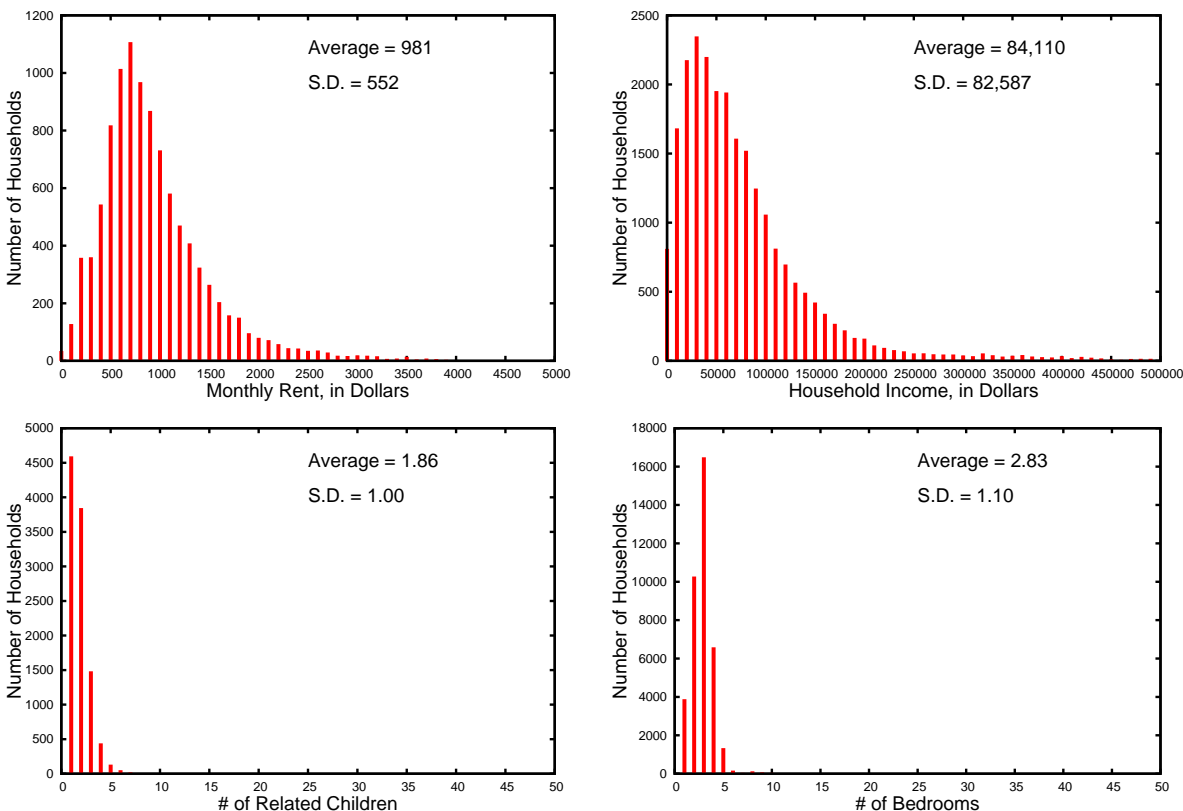 1200
1000
800
600
400
200
0
Number of Households
Average = 981
S.D. = 552
0 500 1000 1500 2000 2500 3000 3500 4000 4500 5000
Monthly Rent, in Dollars
2500
2000
1500
1000
500
0
Number of Households
Average = 84,110
S.D. = 82,587
0 50000 100000 150000 200000 250000 300000 350000 400000 450000 500000
Household Income, in Dollars
5000
4500
4000
3500
3000
2500
2000
1500
1000
500
0
Number of Households
Average = 1.86
S.D. = 1.00
0 5 10 15 20 25 30 35 40 45 50
# of Related Children
18000
16000
14000
12000
10000
8000
6000
4000
2000
0
Number of Households
Average = 2.83
S.D. = 1.10
0 5 10 15 20 25 30 35 40 45 50
# of Bedrooms